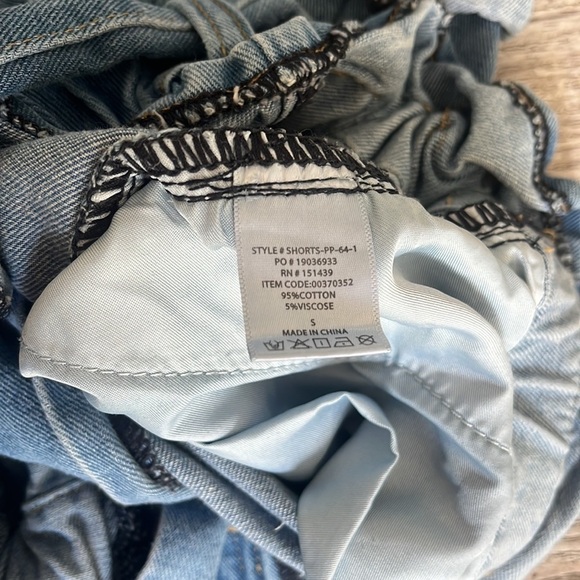 STYLE # SHORTS-PP-64-1
PO # 19036933
RN # 151439
ITEM CODE:00370352
95%COTTON
5%VISCOSE
S
MADE IN CHINA